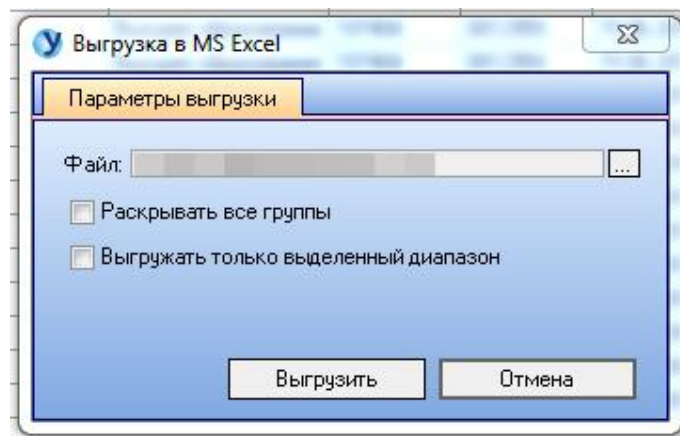 Выгрузка в MS Excel
Параметры выгрузки
Файл:
...
Раскрывать все группы
Выгружать только выделенный диапазон
Выгрузить
Отмена